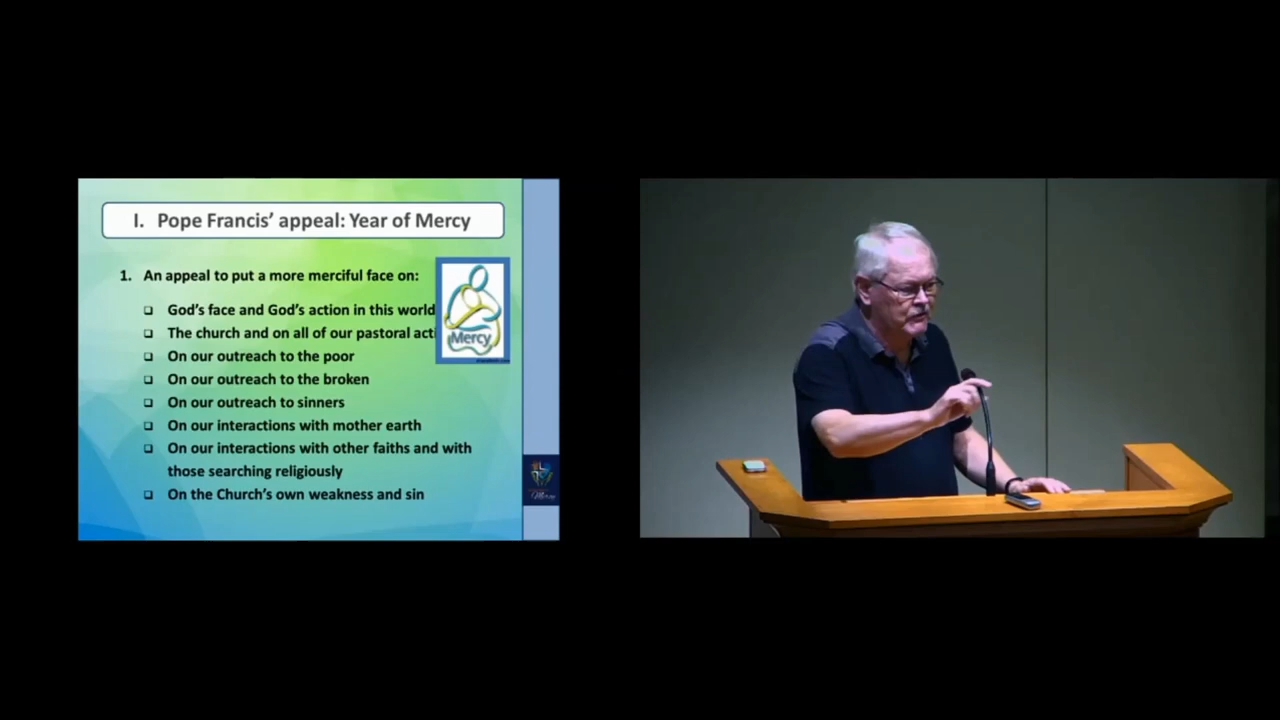 I. Pope Francis' appeal: Year of Mercy
1. An appeal to put a more merciful face on:
❑ God's face and God's action in this world
❑ The church and on all of our pastoral acti
❑ On our outreach to the poor
❑ On our outreach to the broken
❑ On our outreach to sinners
❑ On our interactions with mother earth
❑ On our interactions with other faiths and with
those searching religiously
❑ On the Church's own weakness and sin
Mercy
Mercy